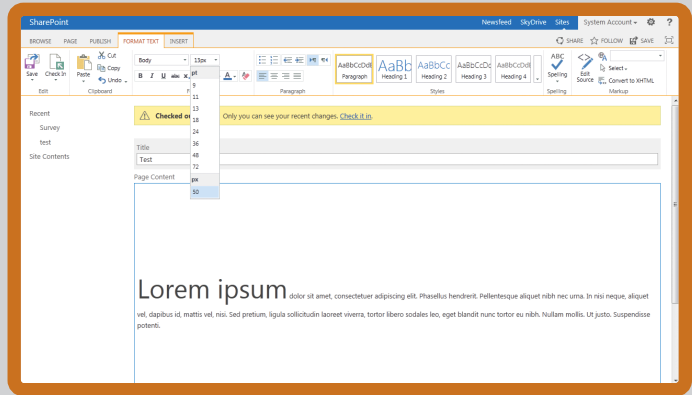 SharePoint
Newsfeed SkyDrive Sites System Account ?
BROWSE PAGE PUBLISH FORMAT TEXT INSERT
SHARE FOLLOW SAVE
Save Check In
Paste
Cut
Copy
Undo
Body 13px
B I U abc
A
AaBbCcDdI
Paragraph
AaBb
Heading 1
AaBbCc
Heading 2
AaBbCcDc
Heading 3
AaBbCcDdI
Heading 4
ABC
Spelling
Edit
Source
Select
Convert to XHTML
Edit Clipboard F Paragraph Styles Spelling Markup
pt
9
11
13
18
24
36
48
72
px
50
Recent
Survey
test
Site Contents
Checked o Only you can see your recent changes. Check it in.
Title
Test
Page Content
Lorem ipsum dolor sit amet, consectetuer adipiscing elit. Phasellus hendrerit. Pellentesque aliquet nibh nec urna. In nisi neque, aliquet
vel, dapibus id, mattis vel, nisi. Sed pretium, ligula sollicitudin laoreet viverra, tortor libero sodales leo, eget blandit nunc tortor eu nibh. Nullam mollis. Ut justo. Suspendisse
potenti.